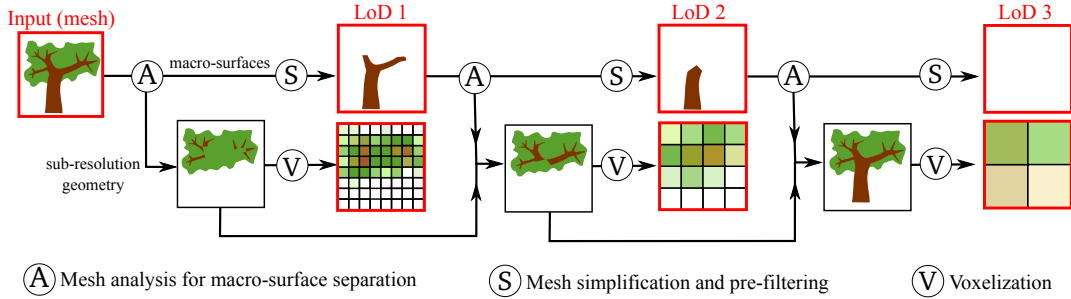 Input (mesh)
LoD 1
LoD 2
LoD 3
A
macro-surfaces
S
A
S
A
S
sub-resolution
geometry
V
V
V
A Mesh analysis for macro-surface separation
S Mesh simplification and pre-filtering
V Voxelization